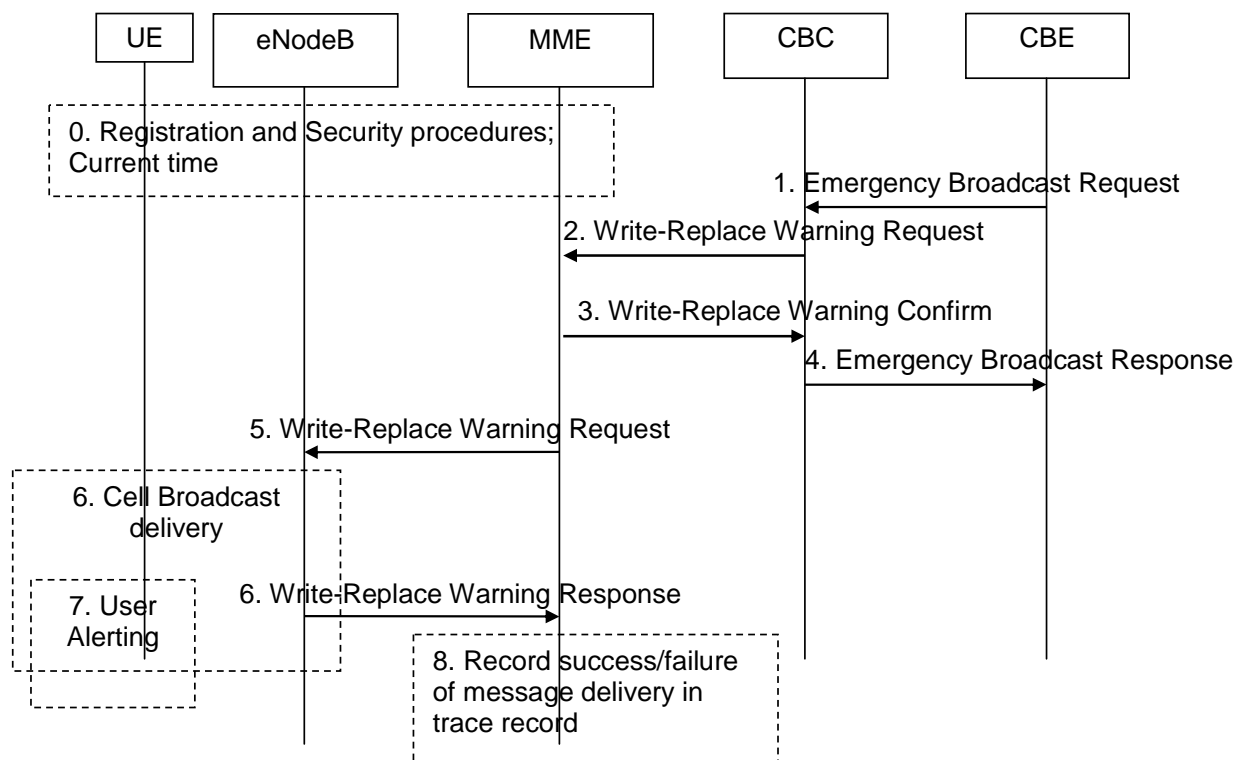 UE
eNodeB
MME
CBC
CBE
0. Registration and Security procedures;
Current time
1. Emergency Broadcast Request
2. Write-Replace Warning Request
3. Write-Replace Warning Confirm
4. Emergency Broadcast Response
5. Write-Replace Warning Request
6. Cell Broadcast
delivery
6. Write-Replace Warning Response
7. User
Alerting
8. Record success/failure
of message delivery in
trace record